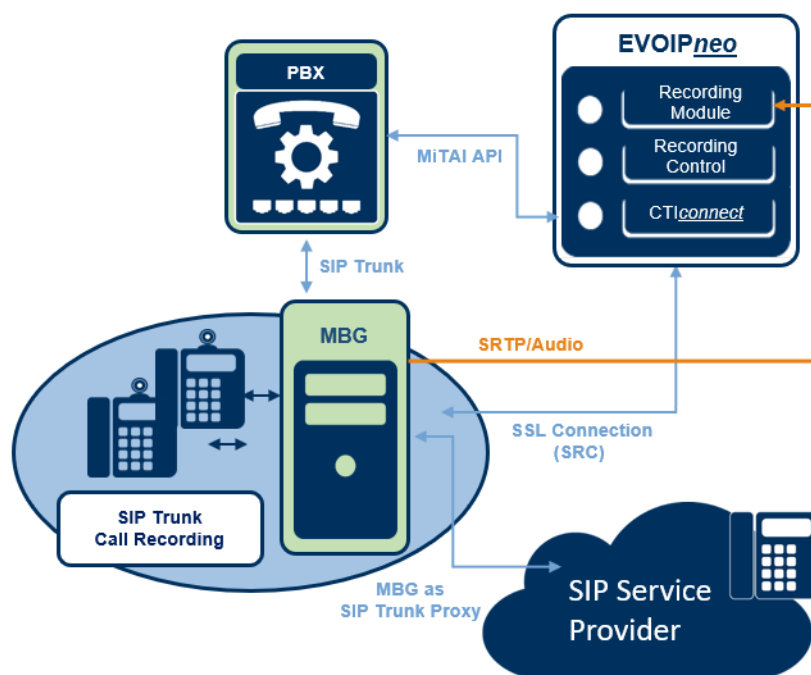 PBX
EVOIPneo
Recording
Module
Recording
Control
CTIconnect
MiTAI API
SIP Trunk
MBG
SRTP/Audio
SSL Connection
(SRC)
SIP Trunk
Call Recording
MBG as
SIP Trunk Proxy
SIP Service
Provider